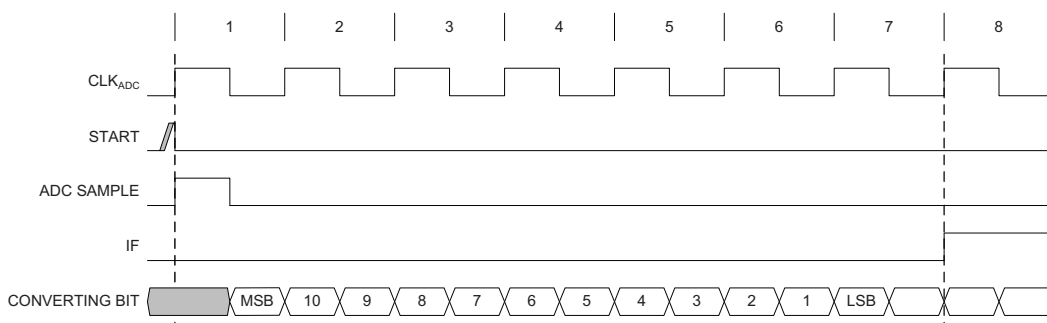 1 2 3 4 5 6 7 8
CLKADC
START
ADC SAMPLE
IF
CONVERTING BIT MSB 10 9 8 7 6 5 4 3 2 1 LSB